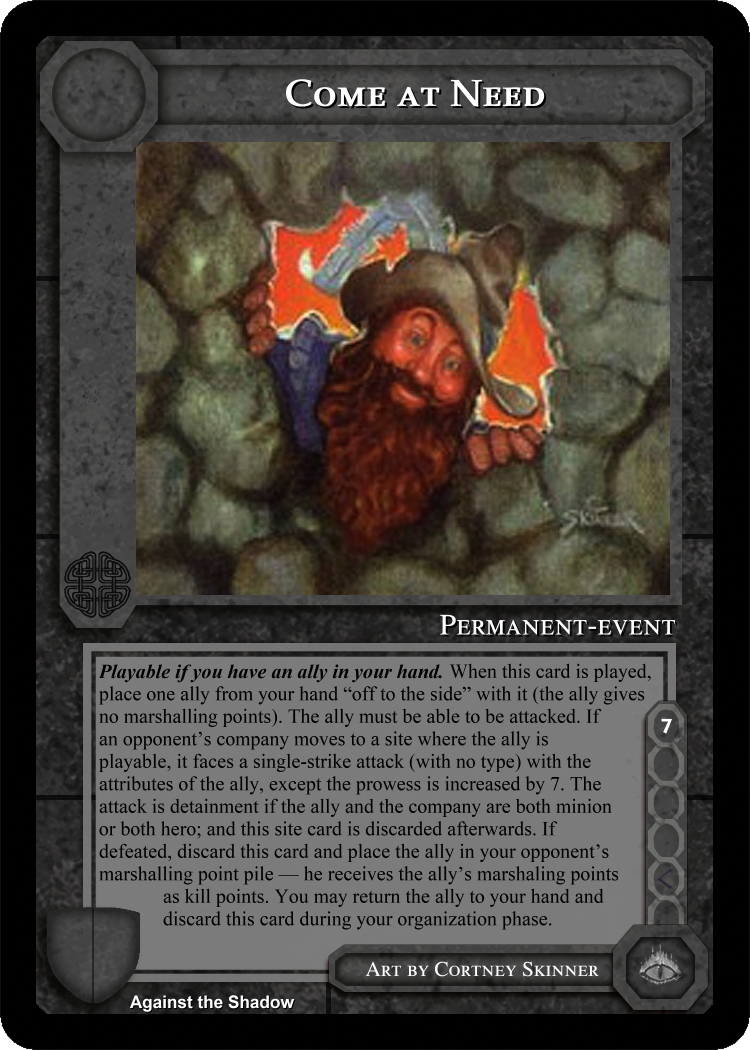 Come at Need
Skinner
Permanent-event
Playable if you have an ally in your hand. When this card is played,
place one ally from your hand “off to the side” with it (the ally gives
no marshalling points). The ally must be able to be attacked. If
an opponent’s company moves to a site where the ally is
playable, it faces a single-strike attack (with no type) with the
attributes of the ally, except the prowess is increased by 7. The
attack is detainment if the ally and the company are both minion
or both hero; and this site card is discarded afterwards. If
defeated, discard this card and place the ally in your opponent’s
marshalling point pile — he receives the ally’s marshaling points
as kill points. You may return the ally to your hand and
discard this card during your organization phase.
7
Art by Cortney Skinner
Against the Shadow